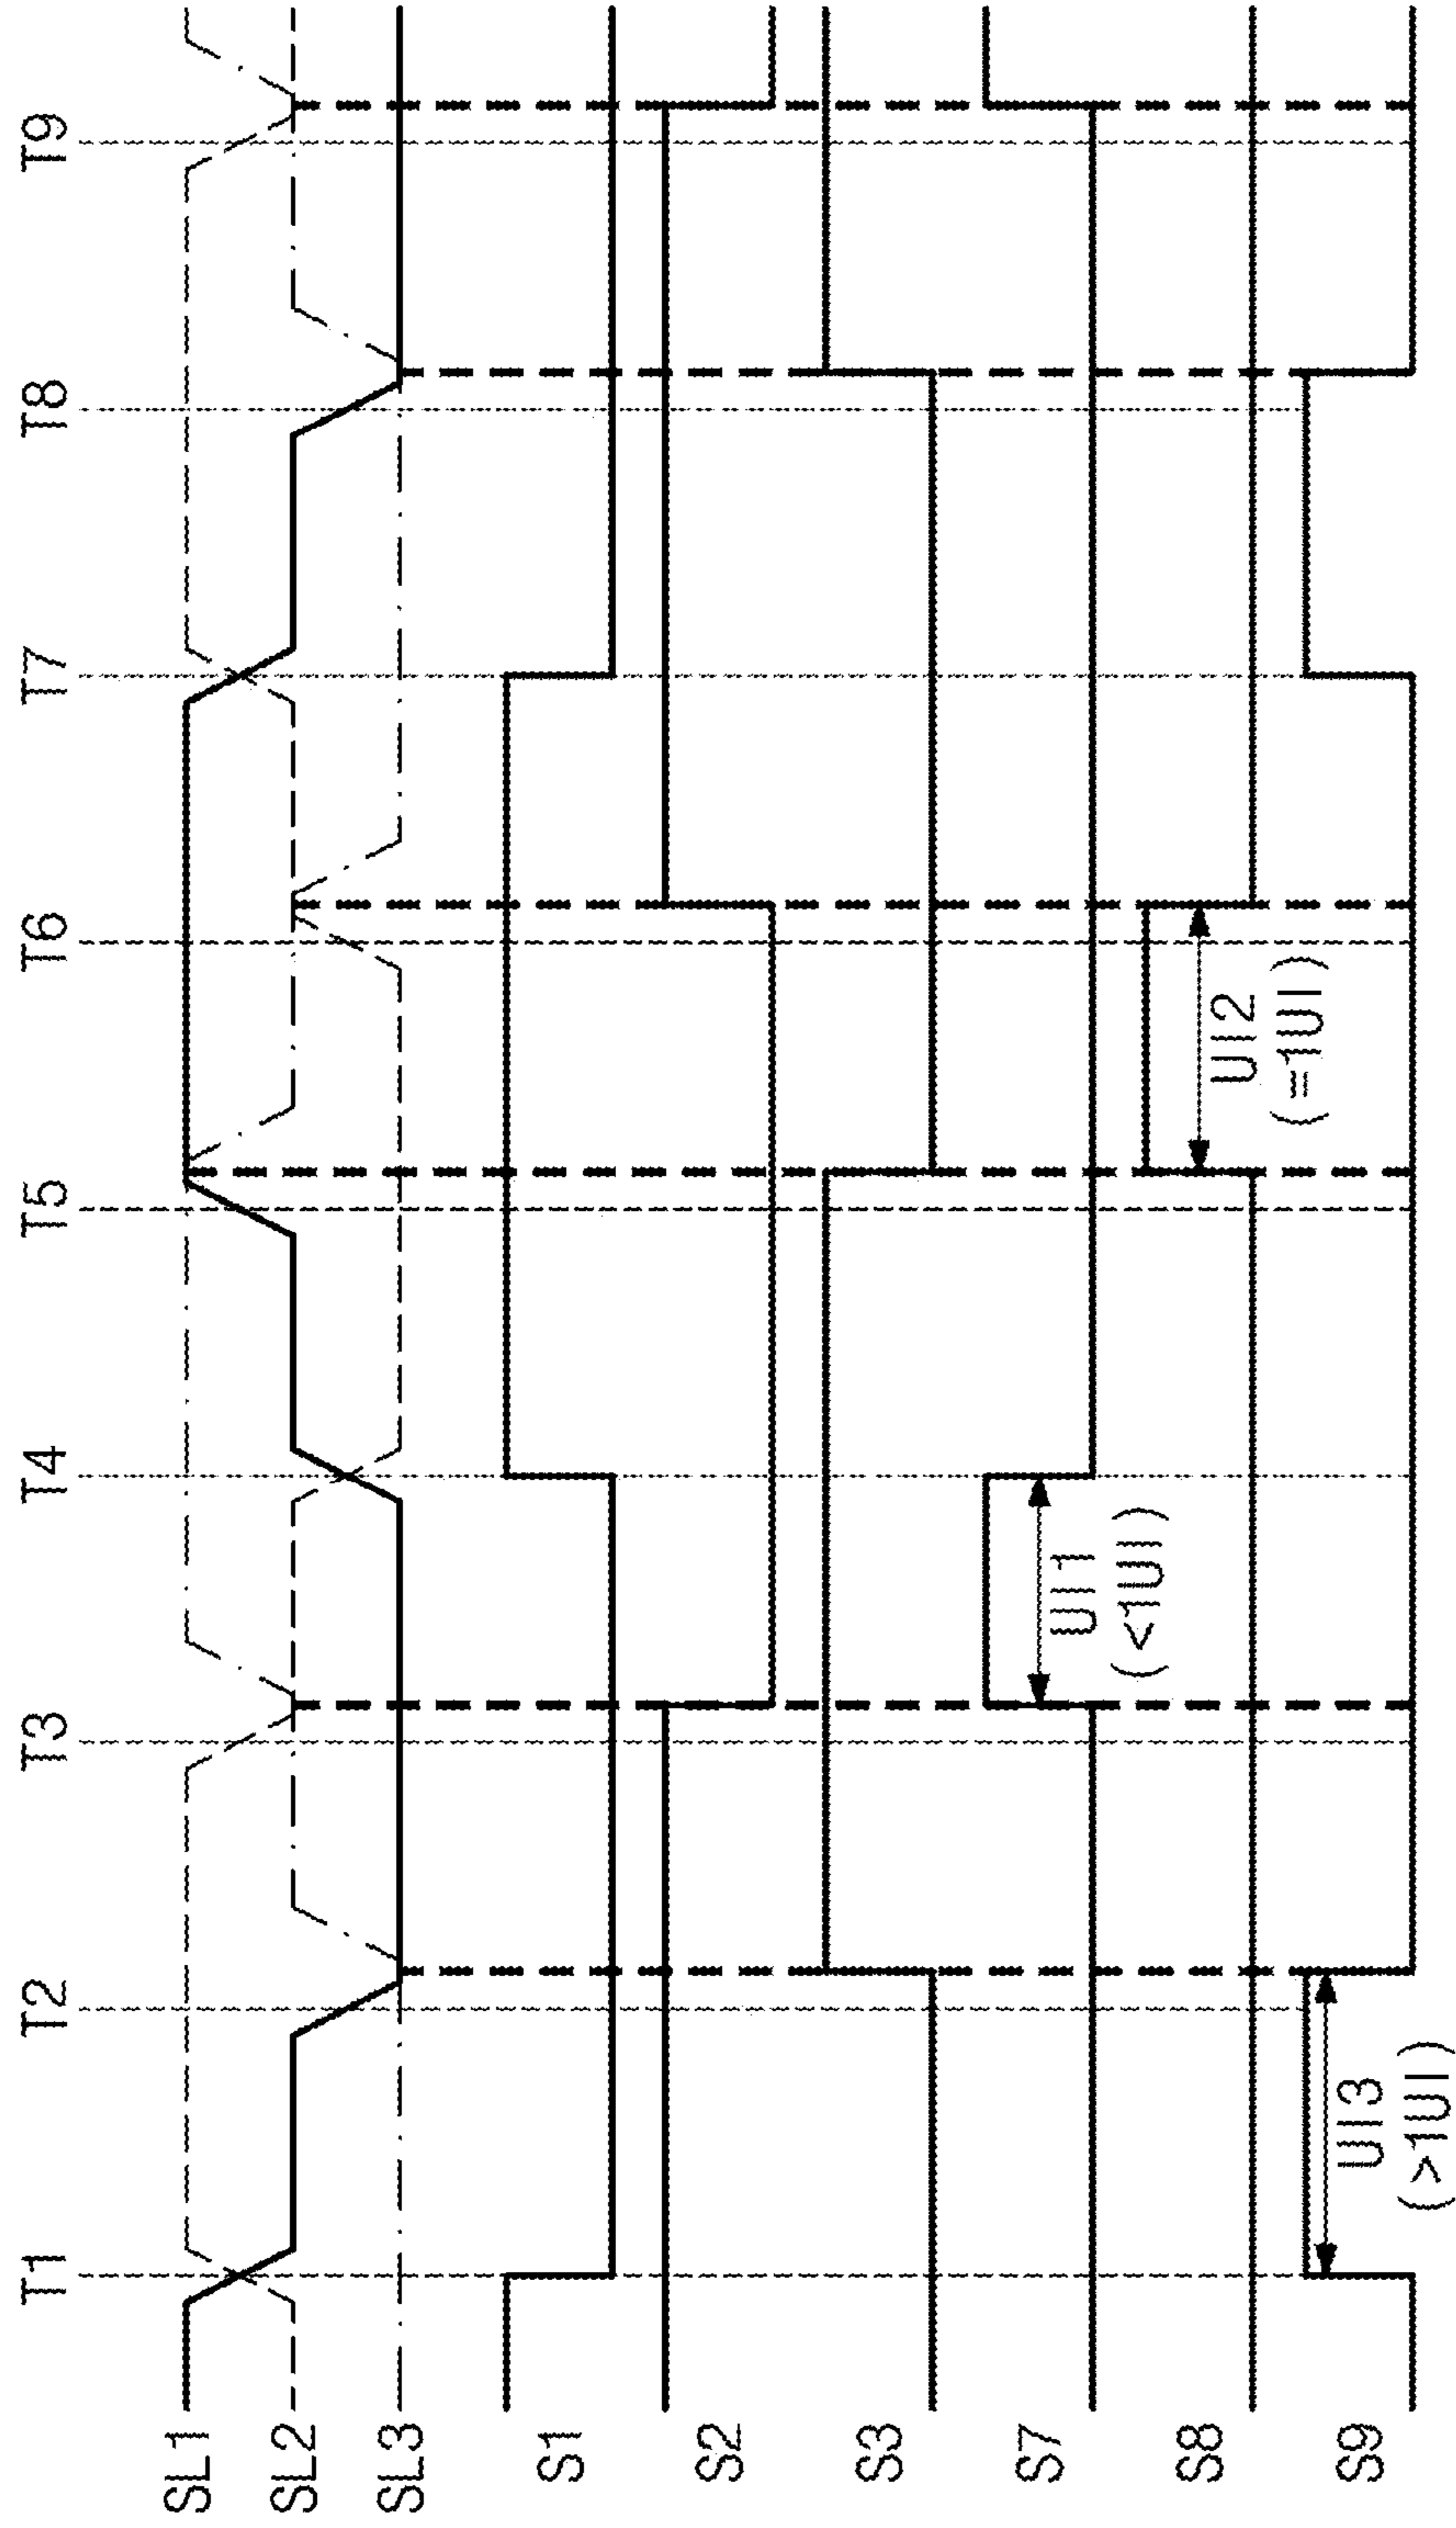 T1 T2 T3 T4 T5 T6 T7 T8 T9
SL1
SL2
SL3
S1
S2
S3
S7
UI1
(<1UI)
S8
UI2
(=1UI)
S9
UI3
(>1UI)